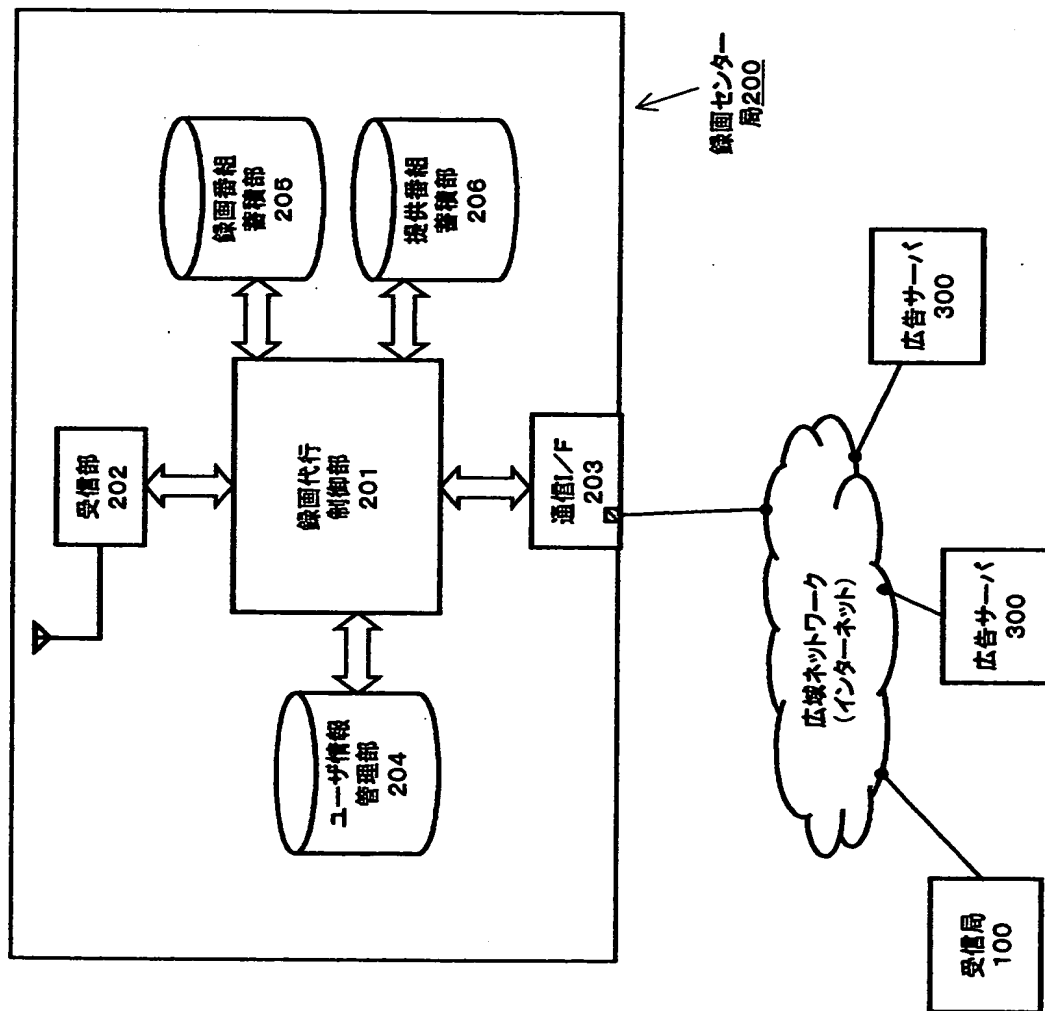 受信部
202
録画番組
蓄積部
205
録画代行
制御部
201
提供番組
蓄積部
206
ユーザ情報
管理部
204
通信I/F
203
録画センター
局200
広域ネットワーク
(インターネット)
受信局
100
広告サーバ
300
広告サーバ
300